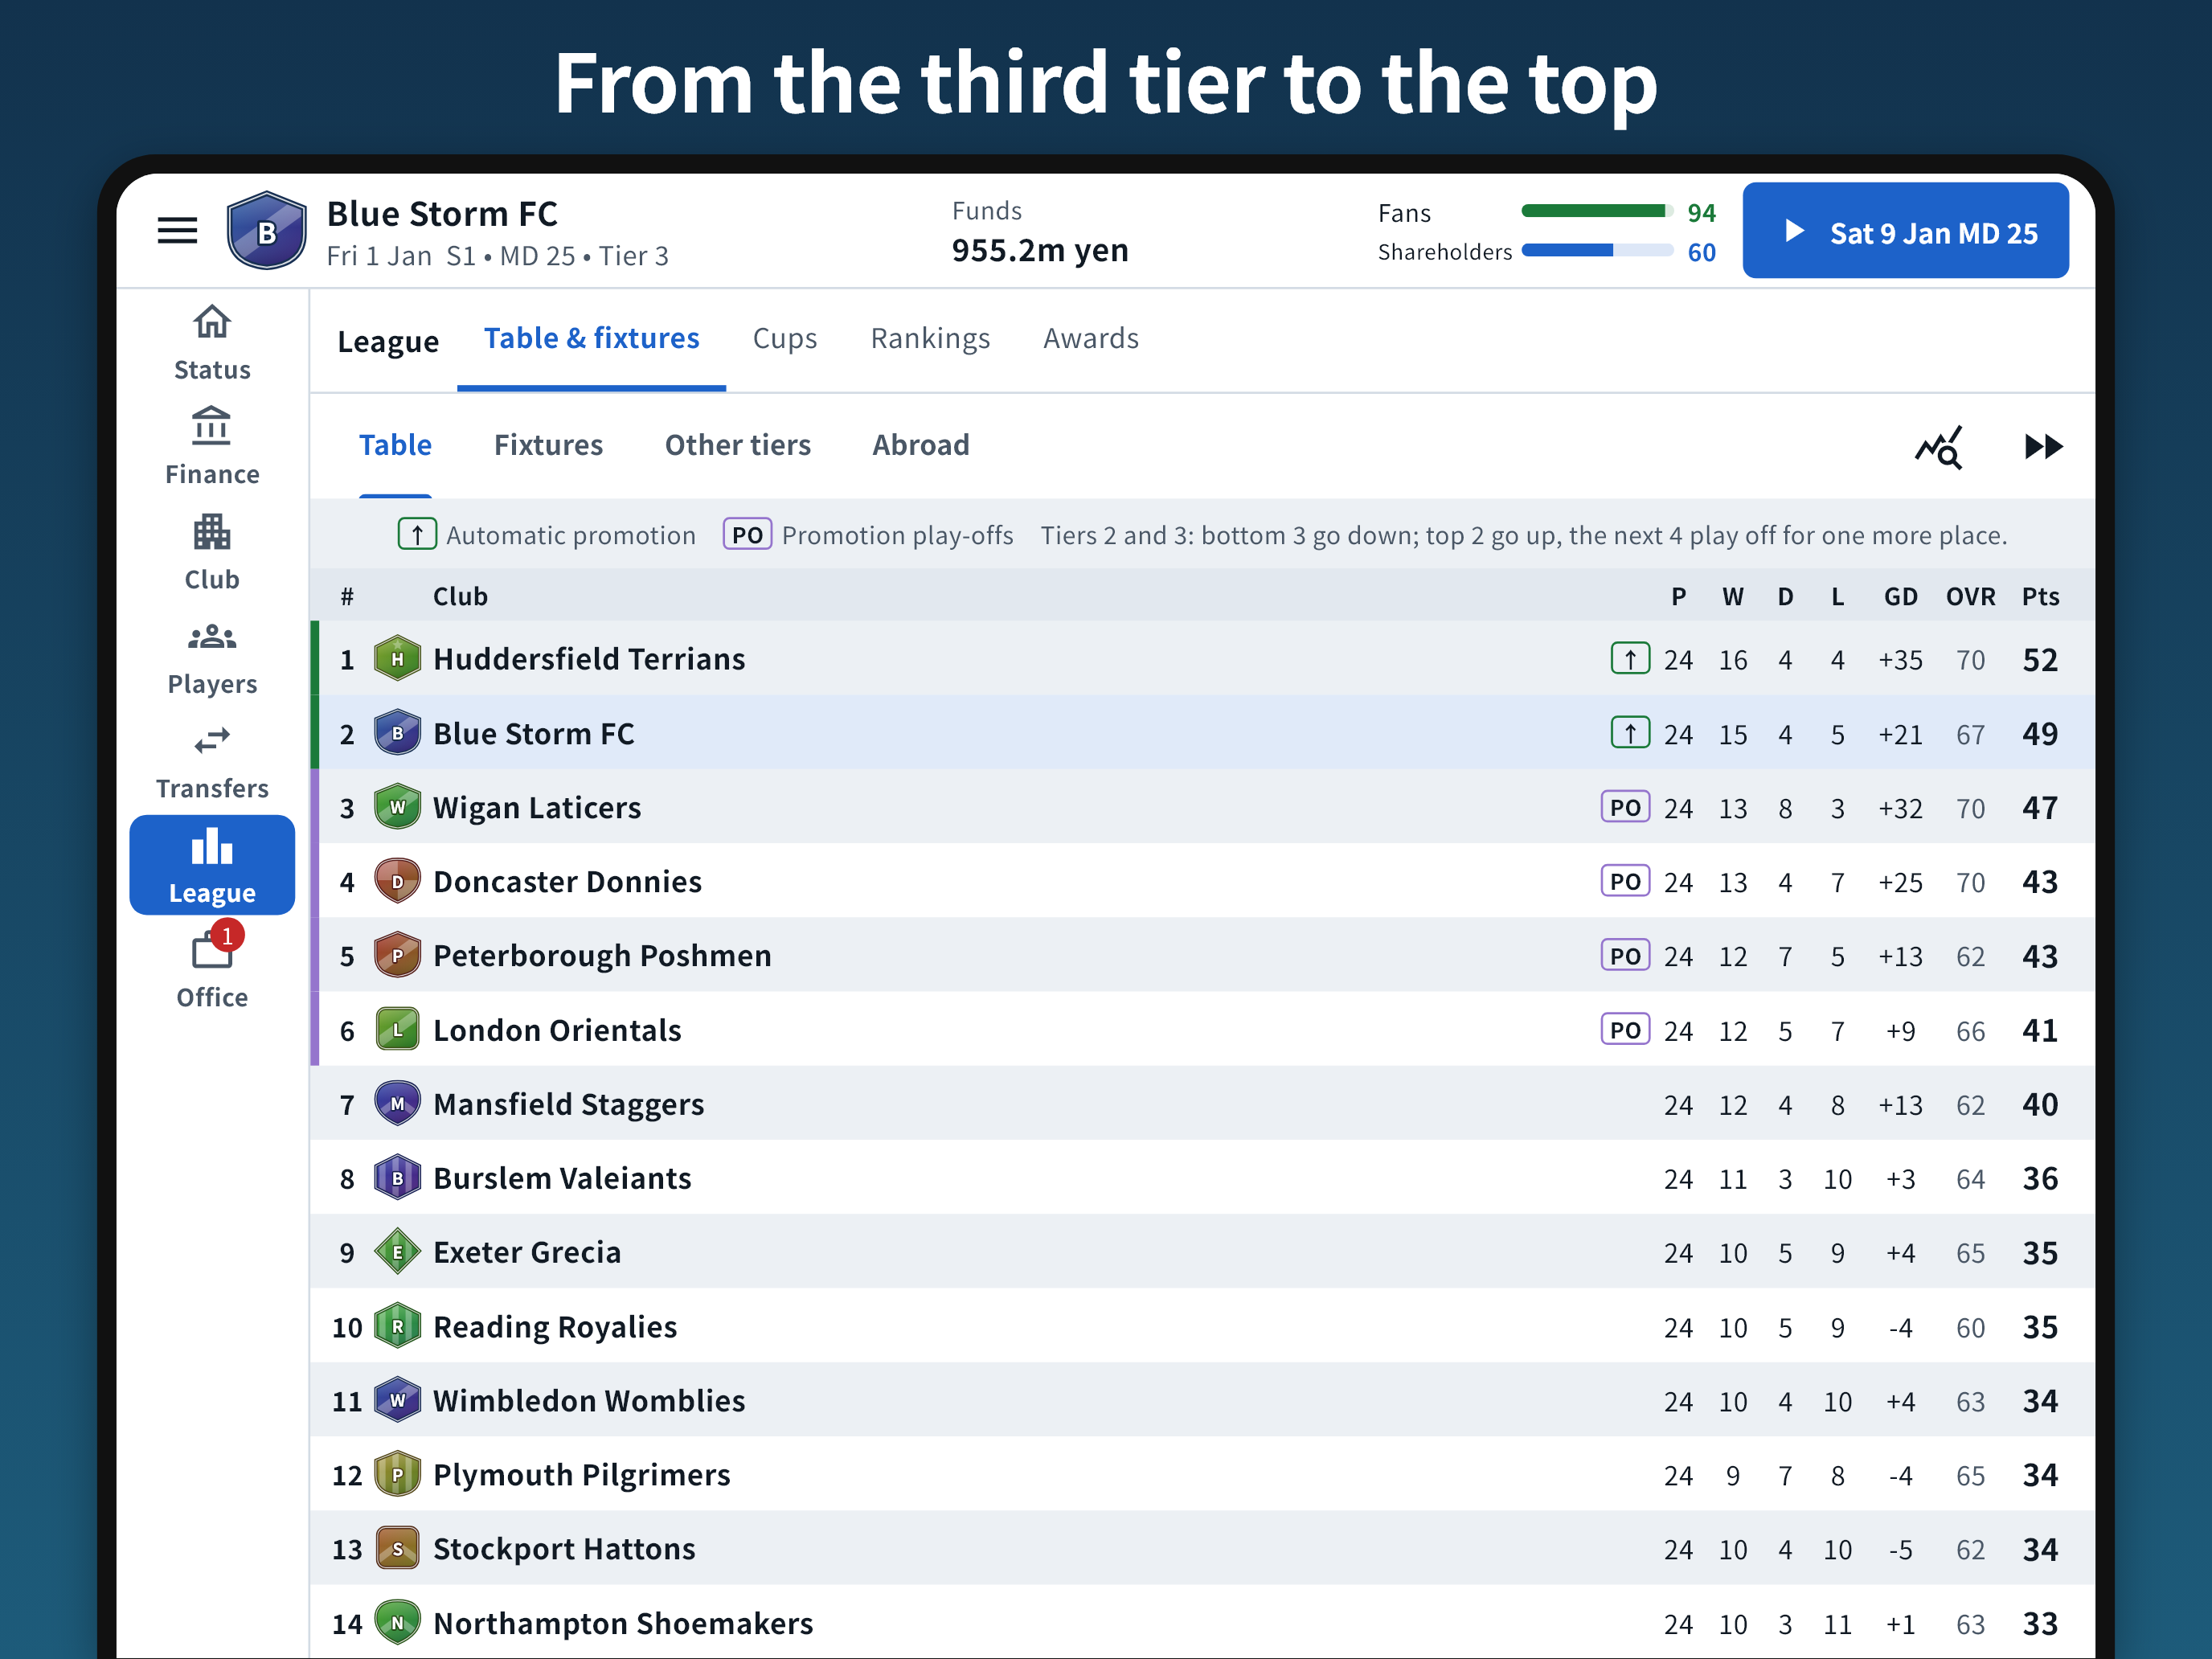 From the third tier to the top
B
Blue Storm FC
Fri 1 Jan S1 • MD 25 • Tier 3
Funds
955.2m yen
Fans 94
Shareholders 60
Sat 9 Jan MD 25
Status
Finance
Club
Players
Transfers
League
1
Office
League Table & fixtures Cups Rankings Awards
Table Fixtures Other tiers Abroad
↑ Automatic promotion PO Promotion play-offs Tiers 2 and 3: bottom 3 go down; top 2 go up, the next 4 play off for one more place.
# Club P W D L GD OVR Pts
1 H Huddersfield Terrians ↑ 24 16 4 4 +35 70 52
2 B Blue Storm FC ↑ 24 15 4 5 +21 67 49
3 W Wigan Laticers PO 24 13 8 3 +32 70 47
4 D Doncaster Donnies PO 24 13 4 7 +25 70 43
5 P Peterborough Poshmen PO 24 12 7 5 +13 62 43
6 L London Orientals PO 24 12 5 7 +9 66 41
7 M Mansfield Staggers 24 12 4 8 +13 62 40
8 B Burslem Valeiants 24 11 3 10 +3 64 36
9 E Exeter Grecia 24 10 5 9 +4 65 35
10 R Reading Royalies 24 10 5 9 -4 60 35
11 W Wimbledon Womblies 24 10 4 10 +4 63 34
12 P Plymouth Pilgrimers 24 9 7 8 -4 65 34
13 S Stockport Hattons 24 10 4 10 -5 62 34
14 N Northampton Shoemakers 24 10 3 11 +1 63 33